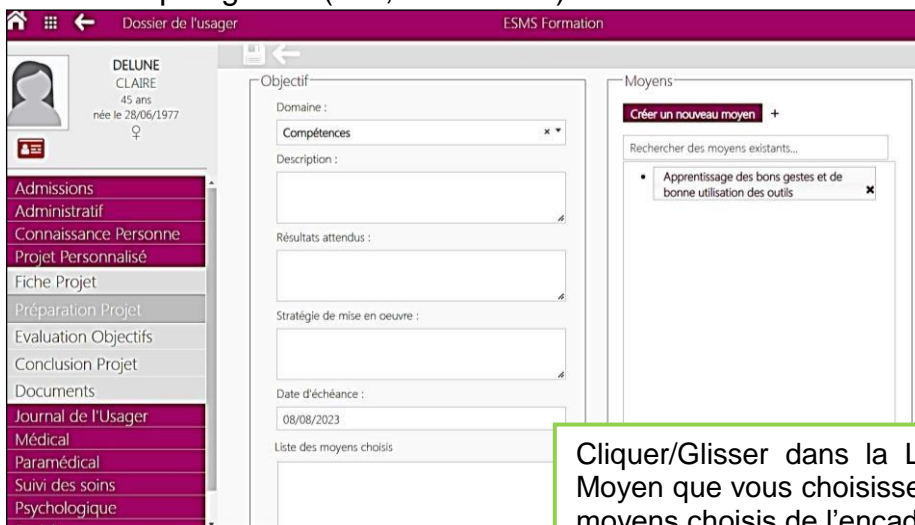 Dossier de l'usager
ESMS Formation
DELUNE
CLAIRE
45 ans
née le 28/06/1977
Admissions
Administratif
Connaissance Personne
Projet Personnalisé
Fiche Projet
Préparation Projet
Evaluation Objectifs
Conclusion Projet
Documents
Journal de l'Usager
Médical
Paramédical
Suivi des soins
Psychologique
Objectif
Domaine :
Compétences
Description :
Résultats attendus :
Stratégie de mise en oeuvre :
Date d'échéance :
08/08/2023
Liste des moyens choisis
Moyens
Créer un nouveau moyen +
Rechercher des moyens existants...
• Apprentissage des bons gestes et de
bonne utilisation des outils
Cliquer/Glisser dans la L
Moyen que vous choisisse
moyens choisis de l'encad